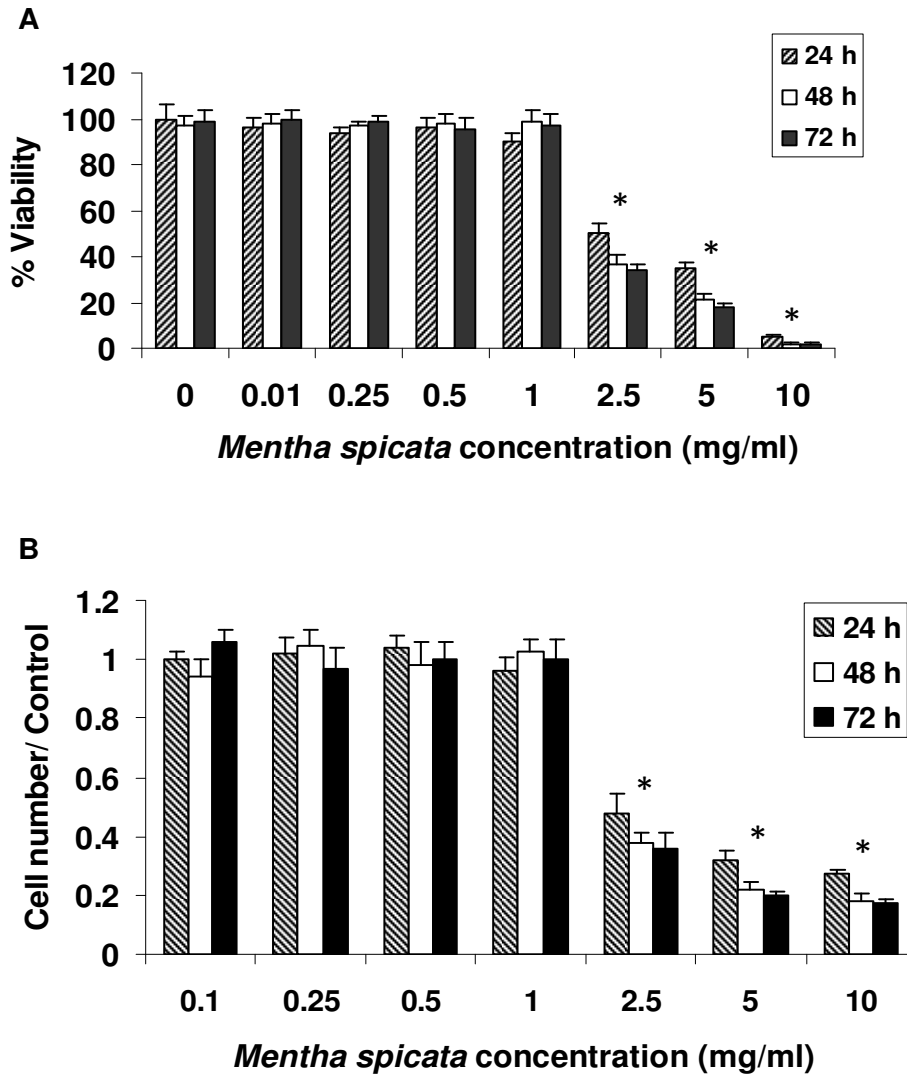 A
24 h
48 h
72 h
120
100
80
60
40
20
0
% Viability
*
*
*
0 0.01 0.25 0.5 1 2.5 5 10
Mentha spicata concentration (mg/ml)
B
24 h
48 h
72 h
1.2
1
0.8
0.6
0.4
0.2
0
Cell number/ Control
*
*
*
0.1 0.25 0.5 1 2.5 5 10
Mentha spicata concentration (mg/ml)